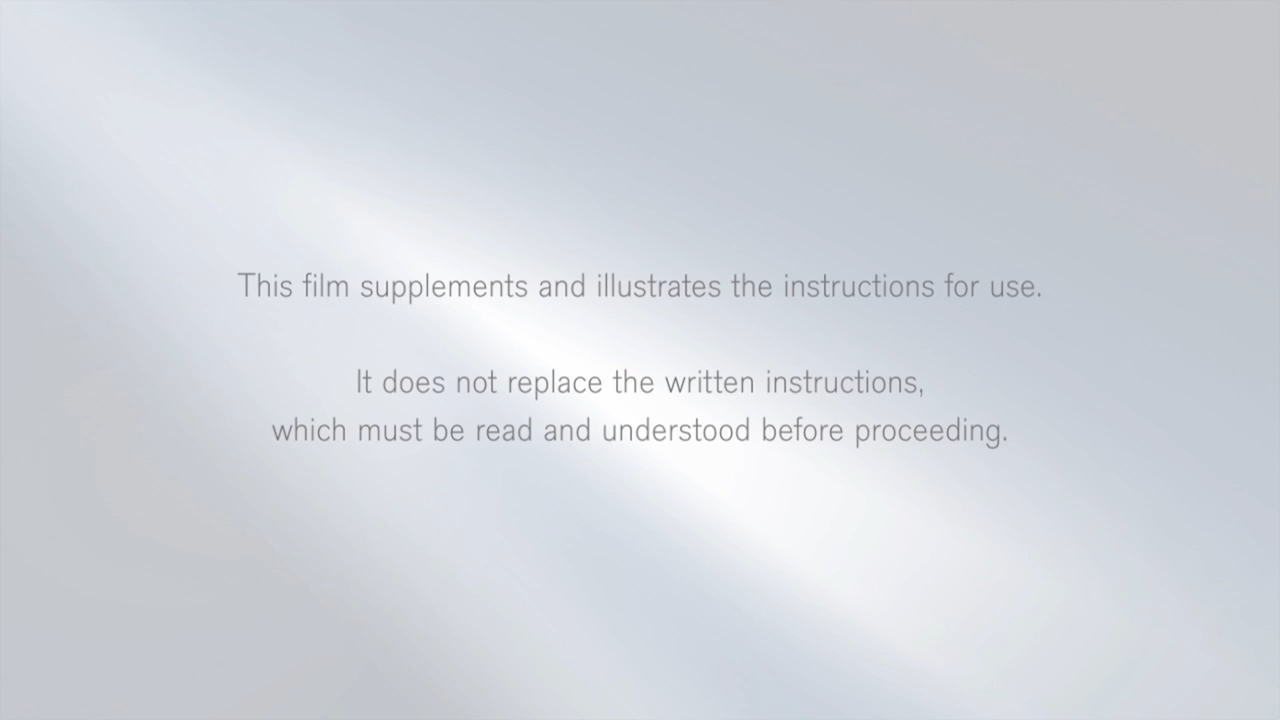 This film supplements and illustrates the instructions for use.
It does not replace the written instructions,
which must be read and understood before proceeding.